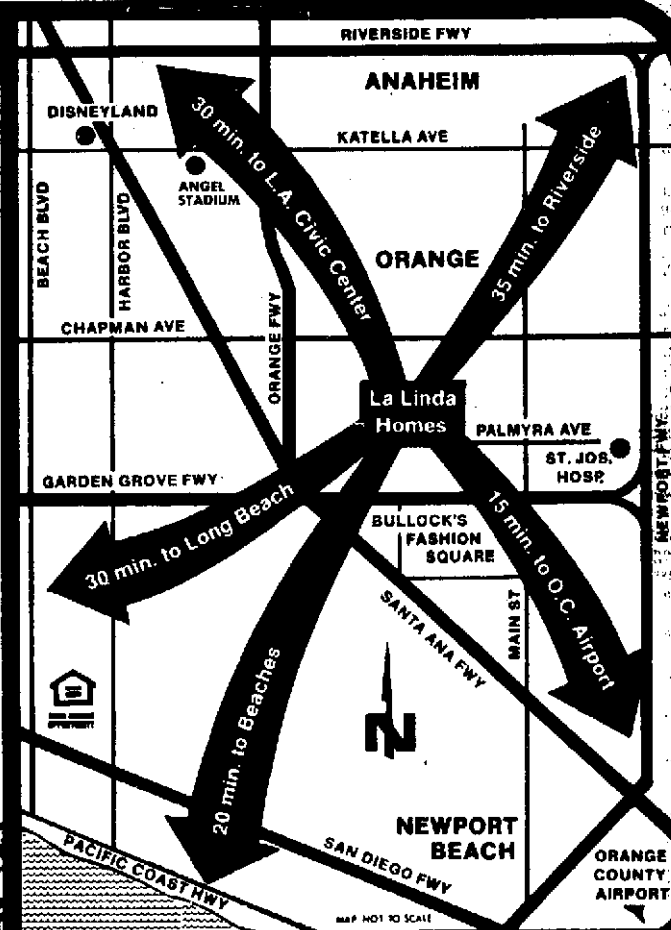 RIVERSIDE FWY
ANAHEIM
DISNEYLAND
30 min. to L.A. Civic Center
35 min. to Riverside
KATELLA AVE
ANGEL
STADIUM
BEACH BLVD
HARBOR BLVD
ORANGE
CHAPMAN AVE
ORANGE FWY
La Linda
Homes
PALMYRA AVE
ST. JOS.
HOSP.
NEWPORT FWY
GARDEN GROVE FWY
30 min. to Long Beach
BULLOCK'S
FASHION
SQUARE
15 min. to O.C. Airport
SANTA ANA FWY
MAIN ST
20 min. to Beaches
N
NEWPORT
BEACH
SAN DIEGO FWY
PACIFIC COAST HWY
ORANGE
COUNTY
AIRPORT
MAP NOT TO SCALE